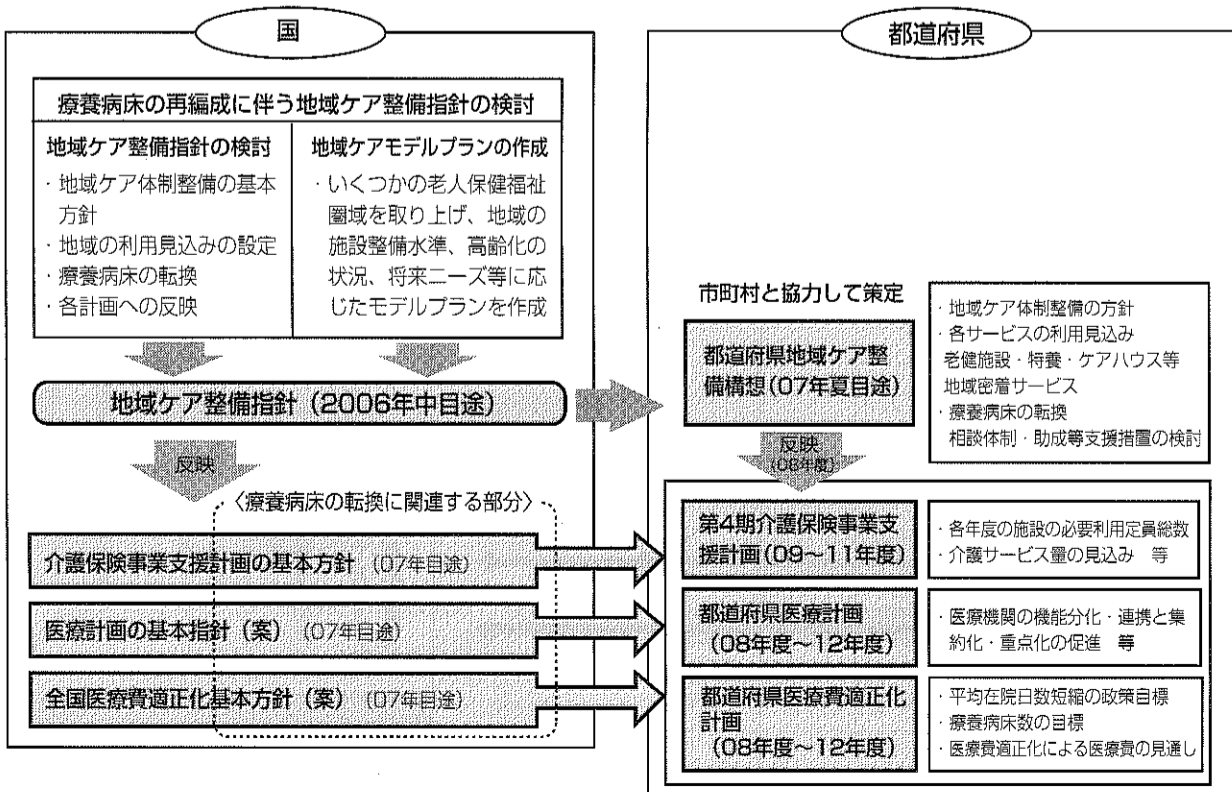 国
療養病床の再編成に伴う地域ケア整備指針の検討
地域ケア整備指針の検討
・地域ケア体制整備の基本
方針
・地域の利用見込みの設定
・療養病床の転換
・各計画への反映
地域ケアモデルプランの作成
・いくつかの老人保健福祉
圏域を取り上げ、地域の
施設整備水準、高齢化の
状況、将来ニーズ等に応
じたモデルプランを作成
地域ケア整備指針（2006年中目途）
反映
〈療養病床の転換に関連する部分〉
介護保険事業支援計画の基本方針（07年目途）
医療計画の基本指針（案）（07年目途）
全国医療費適正化基本方針（案）（07年目途）
都道府県
市町村と協力して策定
都道府県地域ケア整
備構想（07年夏目途）
・地域ケア体制整備の方針
・各サービスの利用見込み
老健施設・特養・ケアハウス等
地域密着サービス
・療養病床の転換
相談体制・助成等支援措置の検討
反映
（08年度）
第4期介護保険事業支
援計画（09～11年度）
・各年度の施設の必要利用定員総数
・介護サービス量の見込み　等
都道府県医療計画
（08年度～12年度）
・医療機関の機能分化・連携と集
約化・重点化の促進　等
都道府県医療費適正化
計画
（08年度～12年度）
・平均在院日数短縮の政策目標
・療養病床数の目標
・医療費適正化による医療費の見通し